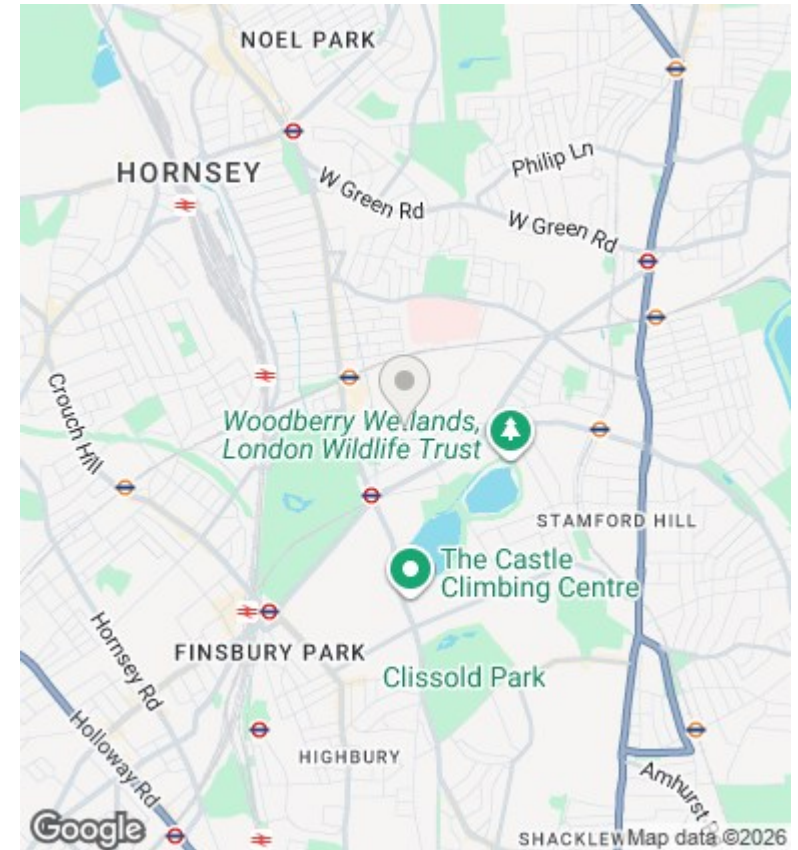 NOEL PARK
HORNSEY
Philip Ln
W Green Rd
W Green Rd
Crouch Hill
Woodberry Wetlands,
London Wildlife Trust
STAMFORD HILL
The Castle
Climbing Centre
Hornsey Rd
FINSBURY PARK
Clissold Park
Holloway Rd
HIGHBURY
Amhurst
Google
SHACKLEW
Map data ©2026